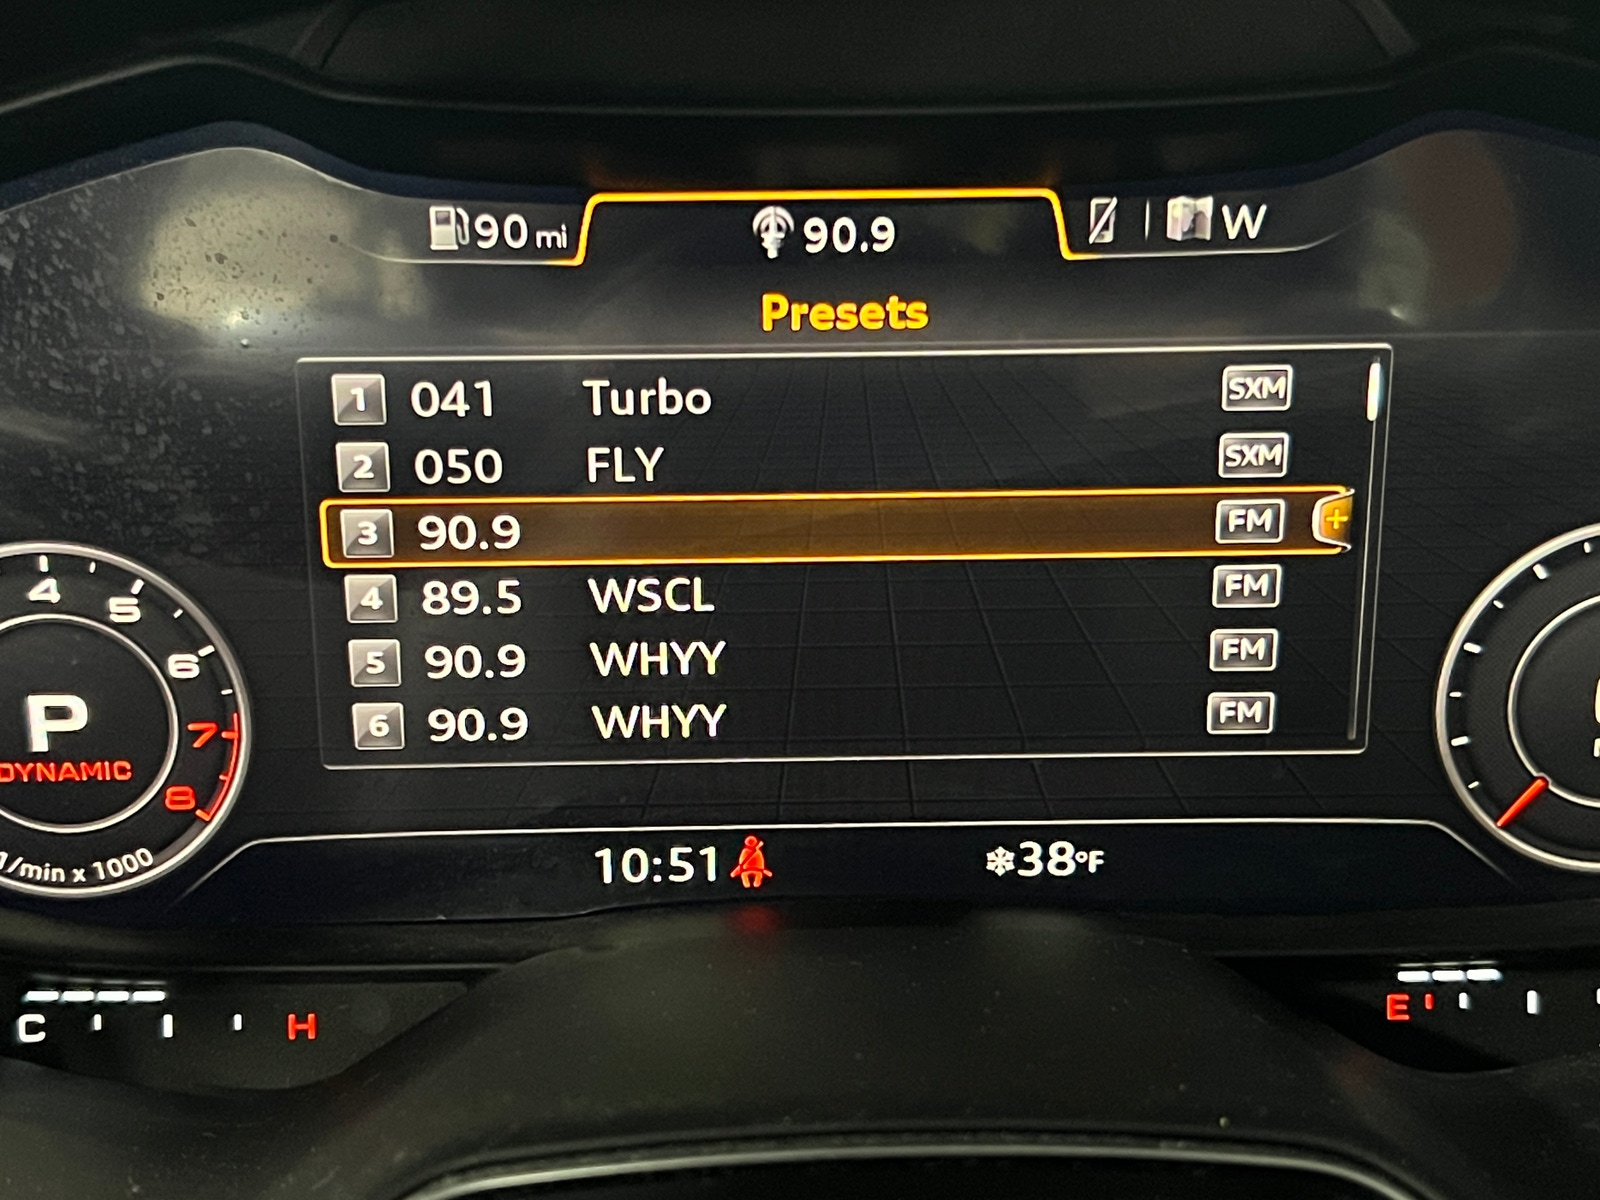 90 mi
90.9
W
Presets
1 041 Turbo SXM
2 050 FLY SXM
3 90.9 FM +
4 89.5 WSCL FM
5 90.9 WHYY FM
6 90.9 WHYY FM
4
5
6
7
8
P
DYNAMIC
1/min x 1000
10:51
38°F
C
H
E